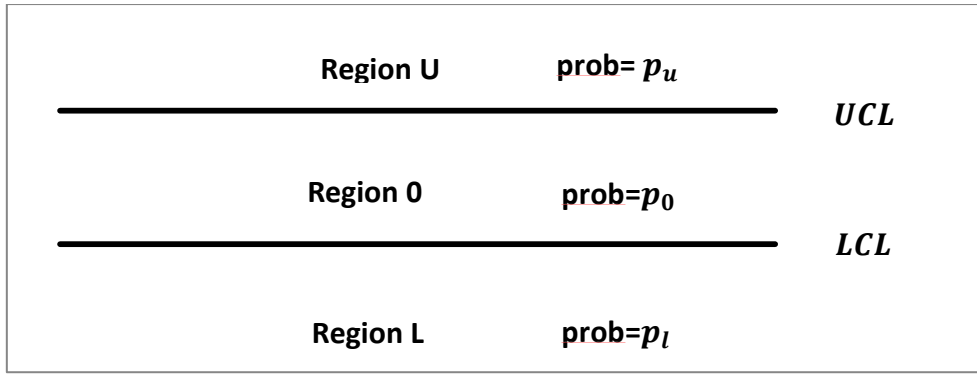 Region U prob= p_u
UCL
Region 0 prob=p_0
LCL
Region L prob=p_l